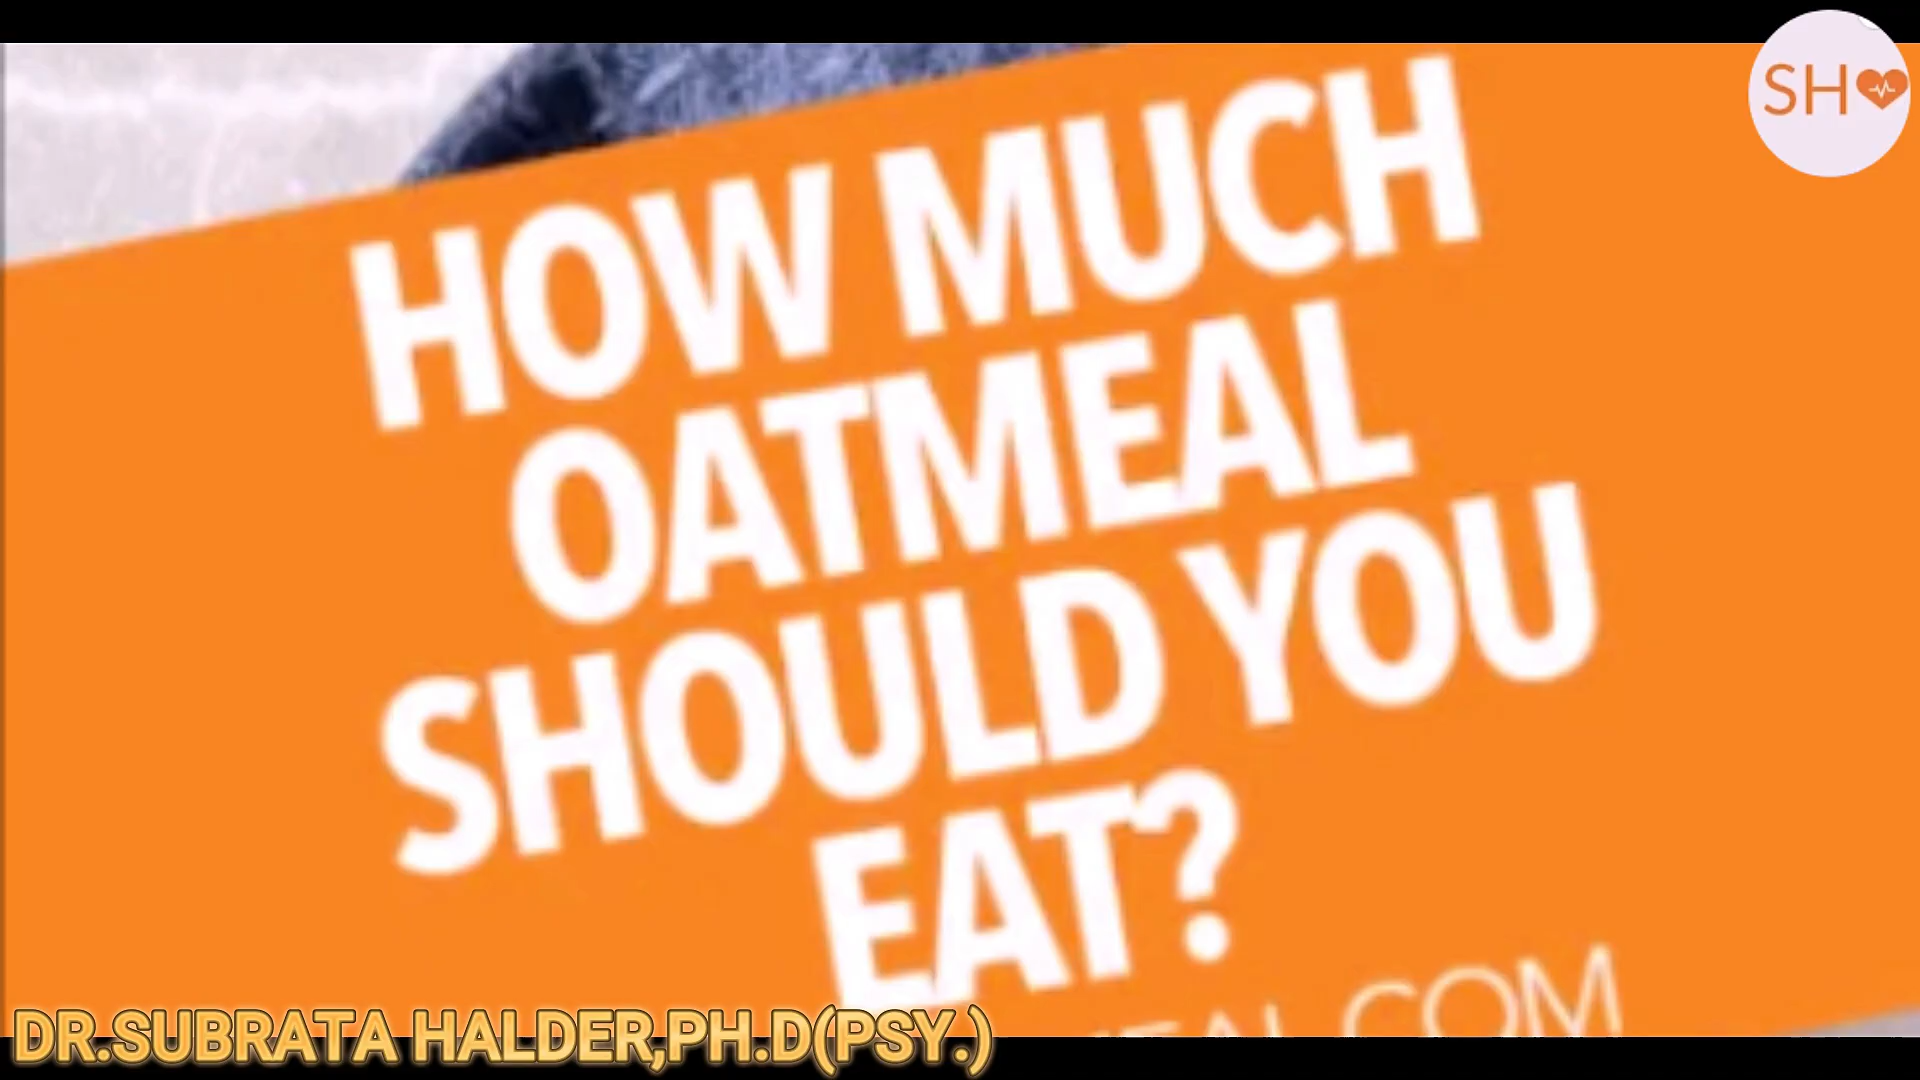 SH
HOW MUCH
OATMEAL
SHOULD YOU
EAT?
DR.SUBRATA HALDER,PH.D(PSY.)